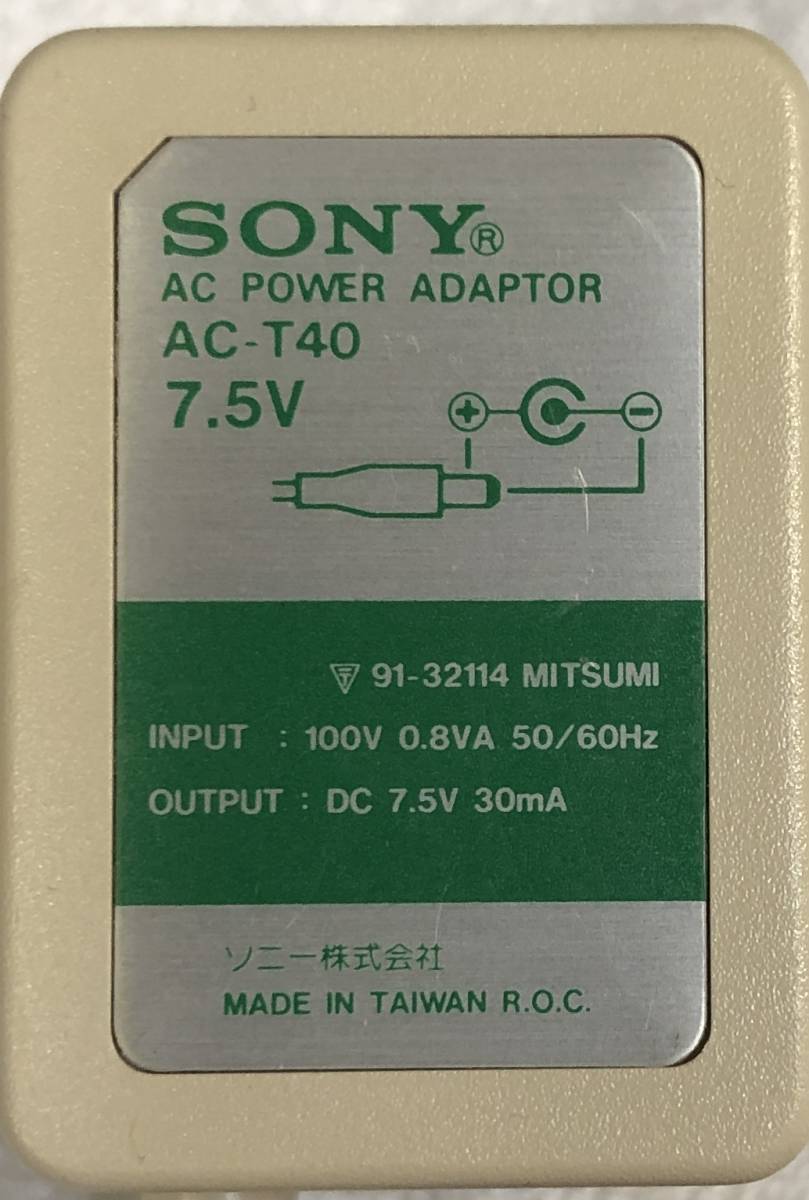 SONY®
AC POWER ADAPTOR
AC-T40
7.5V
+ −
91-32114 MITSUMI
INPUT : 100V 0.8VA 50/60Hz
OUTPUT : DC 7.5V 30mA
ソニー株式会社
MADE IN TAIWAN R.O.C.